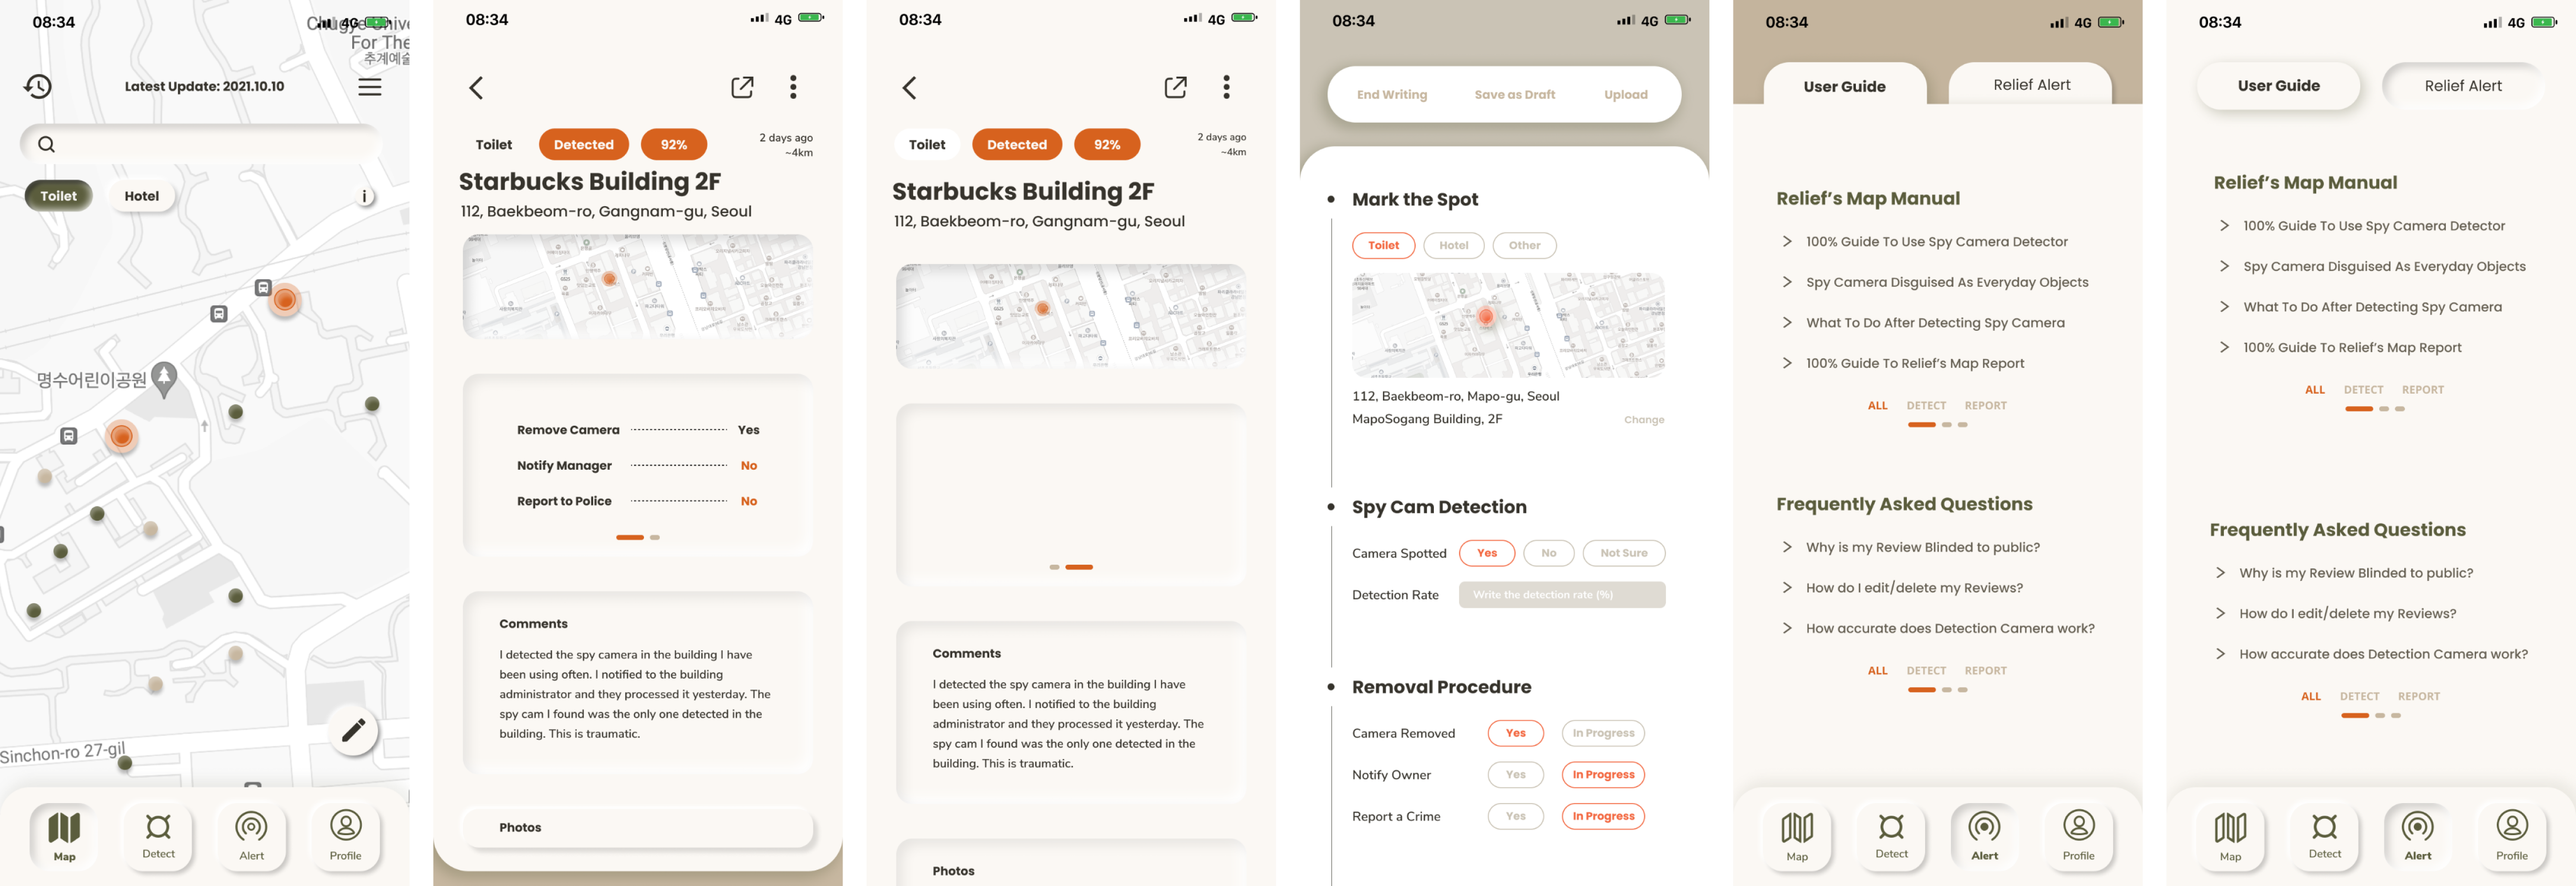 08:34
4G
Chugye
For The
추계예술
Latest Update: 2021.10.10
Toilet
Hotel
i
명수어린이공원
Sinchon-ro 27-gil
Map
Detect
Alert
Profile
08:34
4G
Toilet
Detected
92%
2 days ago
~4km
Starbucks Building 2F
112, Baekbeom-ro, Gangnam-gu, Seoul
Remove Camera
Yes
Notify Manager
No
Report to Police
No
Comments
I detected the spy camera in the building I have
been using often. I notified to the building
administrator and they processed it yesterday. The
spy cam I found was the only one detected in the
building. This is traumatic.
Photos
08:34
4G
Toilet
Detected
92%
2 days ago
~4km
Starbucks Building 2F
112, Baekbeom-ro, Gangnam-gu, Seoul
Comments
I detected the spy camera in the building I have
been using often. I notified to the building
administrator and they processed it yesterday. The
spy cam I found was the only one detected in the
building. This is traumatic.
Photos
08:34
4G
End Writing
Save as Draft
Upload
Mark the Spot
Toilet
Hotel
Other
112, Baekbeom-ro, Mapo-gu, Seoul
MapoSogang Building, 2F
Change
Spy Cam Detection
Camera Spotted
Yes
No
Not Sure
Detection Rate
Write the detection rate (%)
Removal Procedure
Camera Removed
Yes
In Progress
Notify Owner
Yes
In Progress
Report a Crime
Yes
In Progress
08:34
4G
User Guide
Relief Alert
Relief’s Map Manual
> 100% Guide To Use Spy Camera Detector
> Spy Camera Disguised As Everyday Objects
> What To Do After Detecting Spy Camera
> 100% Guide To Relief’s Map Report
ALL
DETECT
REPORT
Frequently Asked Questions
> Why is my Review Blinded to public?
> How do I edit/delete my Reviews?
> How accurate does Detection Camera work?
ALL
DETECT
REPORT
Map
Detect
Alert
Profile
08:34
4G
User Guide
Relief Alert
Relief’s Map Manual
> 100% Guide To Use Spy Camera Detector
> Spy Camera Disguised As Everyday Objects
> What To Do After Detecting Spy Camera
> 100% Guide To Relief’s Map Report
ALL
DETECT
REPORT
Frequently Asked Questions
> Why is my Review Blinded to public?
> How do I edit/delete my Reviews?
> How accurate does Detection Camera work?
ALL
DETECT
REPORT
Map
Detect
Alert
Profile